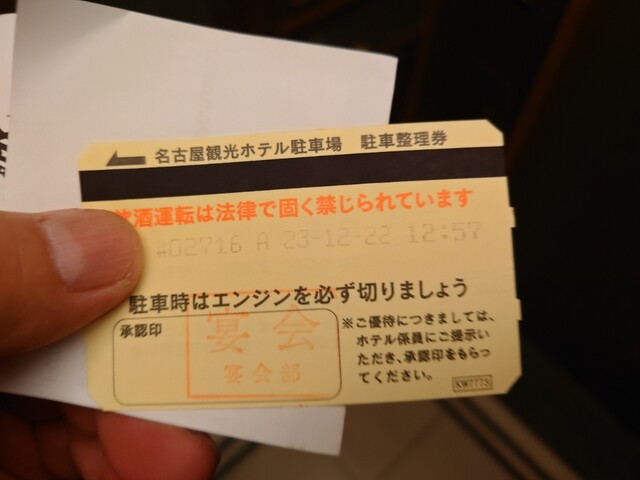 名古屋観光ホテル駐車場 駐車整理券
酒運転は法律で固く禁じられています
#02716 A 23-12-22 12:57
駐車時はエンジンを必ず切りましょう
承認印
宴会
宴会部
※ご優待につきましては、
ホテル係員にご提示い
ただき、承認印をもらっ
てください。
KW7773